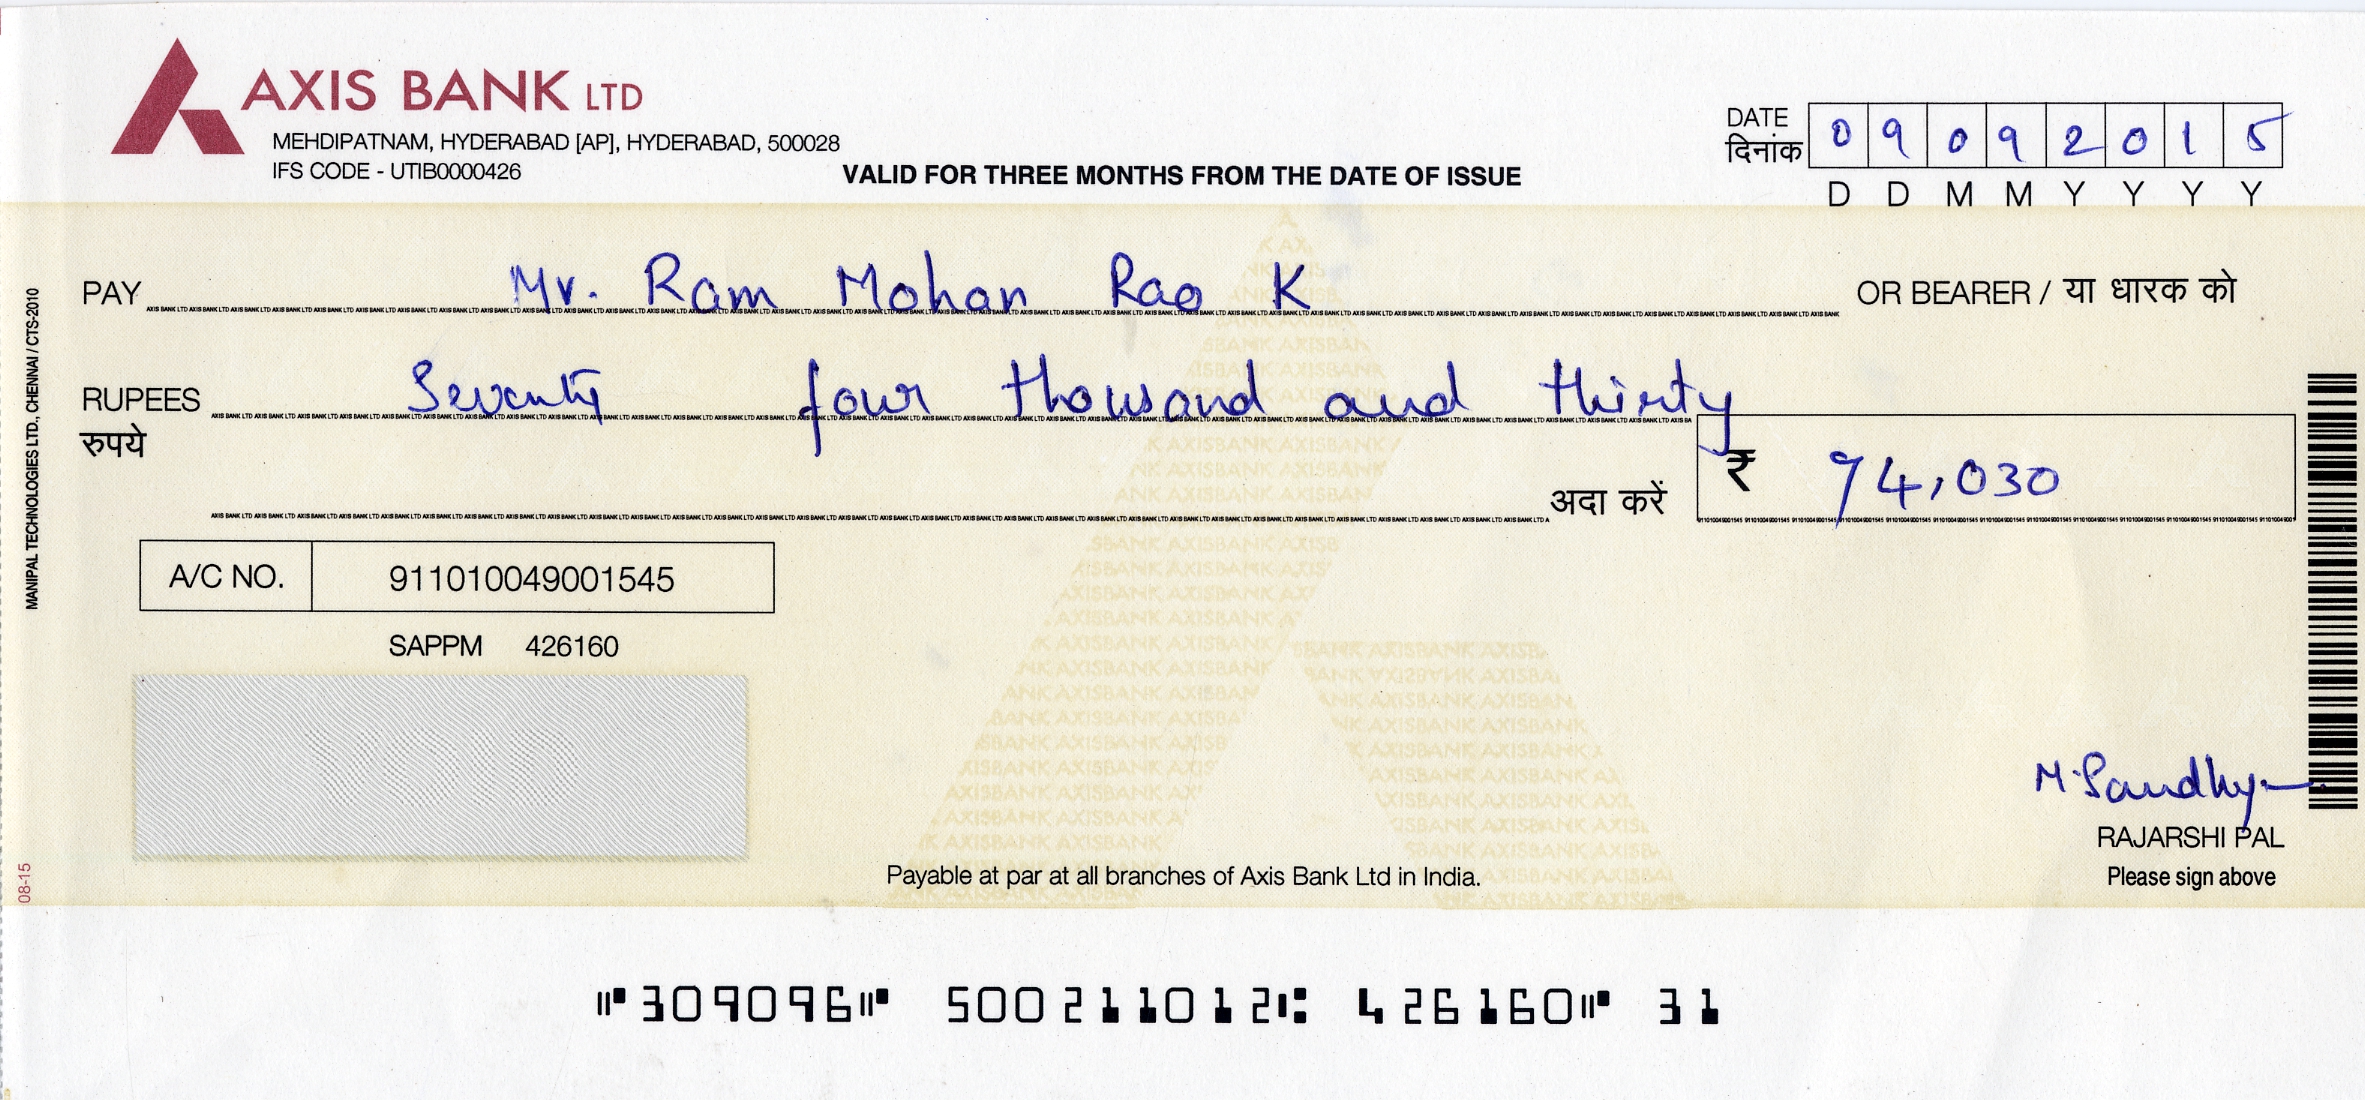 AXIS BANK LTD
MEHDIPATNAM, HYDERABAD [AP], HYDERABAD, 500028
IFS CODE - UTIB0000426
VALID FOR THREE MONTHS FROM THE DATE OF ISSUE
DATE
दिनांक
0 9 0 9 2 0 1 5
D D M M Y Y Y Y
PAY Mr. Ram Mohan Rao K OR BEARER / या धारक को
RUPEES Seventy four thousand and thirty
रुपये
अदा करें ₹ 74,030
A/C NO. 911010049001545
SAPPM 426160
VOID
M. Sandhya
RAJARSHI PAL
Please sign above
Payable at par at all branches of Axis Bank Ltd in India.
MANIPAL TECHNOLOGIES LTD., CHENNAI / CTS-2010
08-15
⑈309096⑈ 500211012⑆ 426160⑈ 31